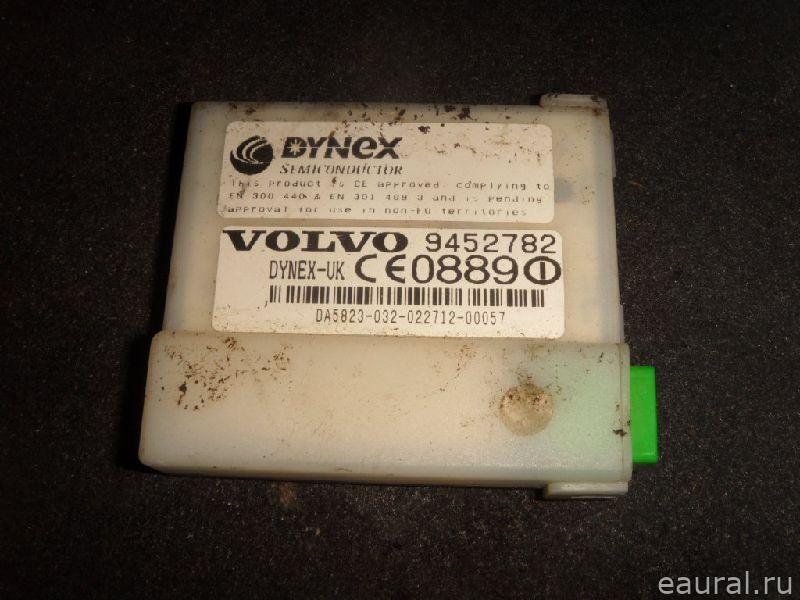 DYNEX
SEMICONDUCTOR
This product is CE approved, complying to
EN 300 440 & EN 301 489 3 and is pending
approval for use in non-EU territories
VOLVO 9452782
DYNEX-UK CE0889
DA5823-032-022712-00057
eaural.ru